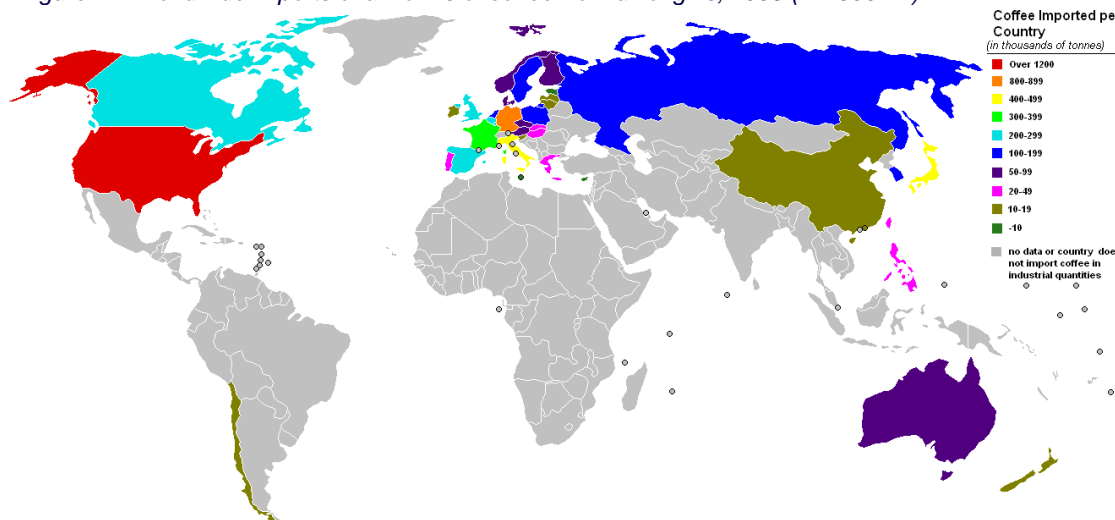 Coffee Imported pe
Country
(in thousands of tonnes)
Over 1200
800-899
400-499
300-399
200-299
100-199
50-99
20-49
10-19
-10
no data or country doe
not import coffee in
industrial quantities